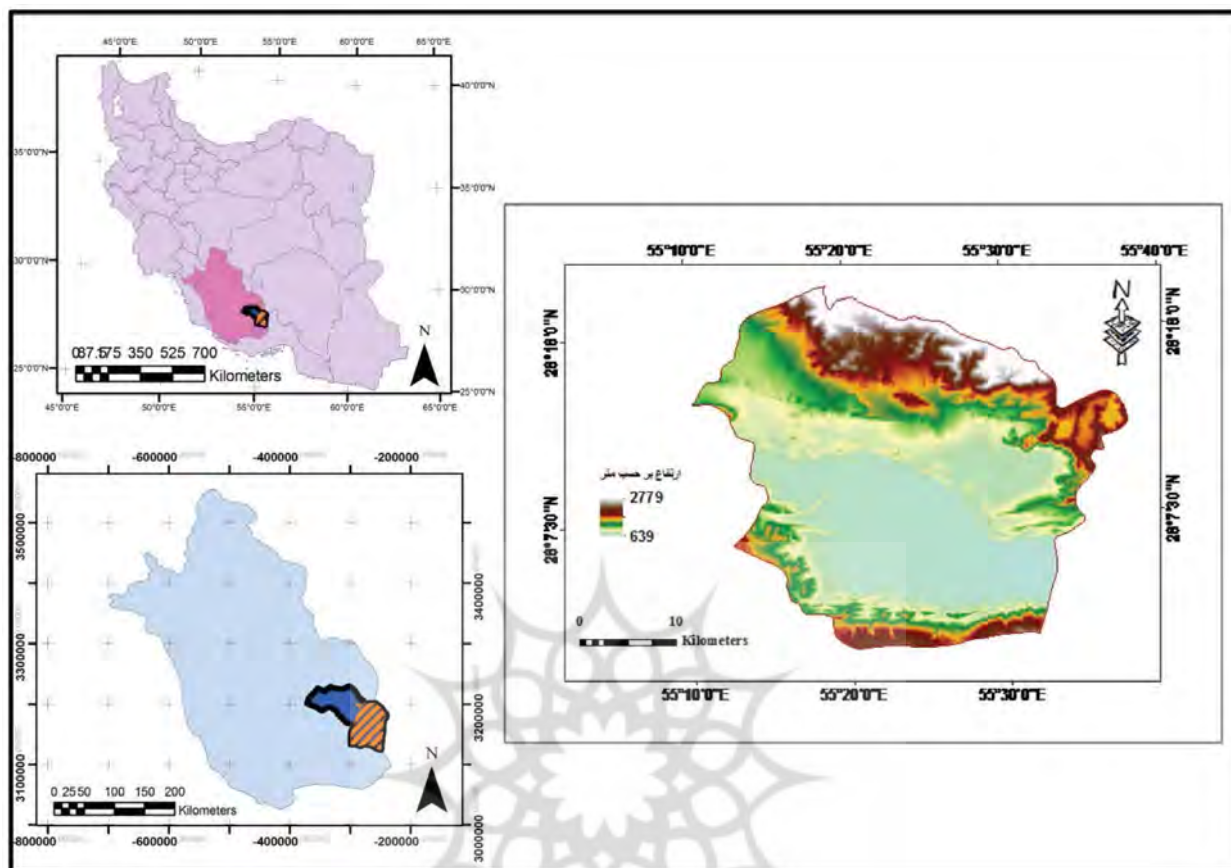 45°0'0"E 50°0'0"E 55°0'0"E 60°0'0"E 65°0'0"E
40°0'0"N
35°0'0"N
35°0'0"N
30°0'0"N
30°0'0"N
25°0'0"N
25°0'0"N
N
087.5175 350 525 700
Kilometers
45°0'0"E 50°0'0"E 55°0'0"E 60°0'0"E 65°0'0"E
-800000 -600000 -400000 -200000
3500000
3400000
3300000
3200000
3100000
3000000
N
0 25 50 100 150 200
Kilometers
-800000 -600000 -400000 -200000
55°10'0"E 55°20'0"E 55°30'0"E 55°40'0"E
N
28°18'0"N
28°18'0"N
ارتفاع بر حسب متر
2779
639
28°7'30"N
28°7'30"N
0 10
Kilometers
55°10'0"E 55°20'0"E 55°30'0"E